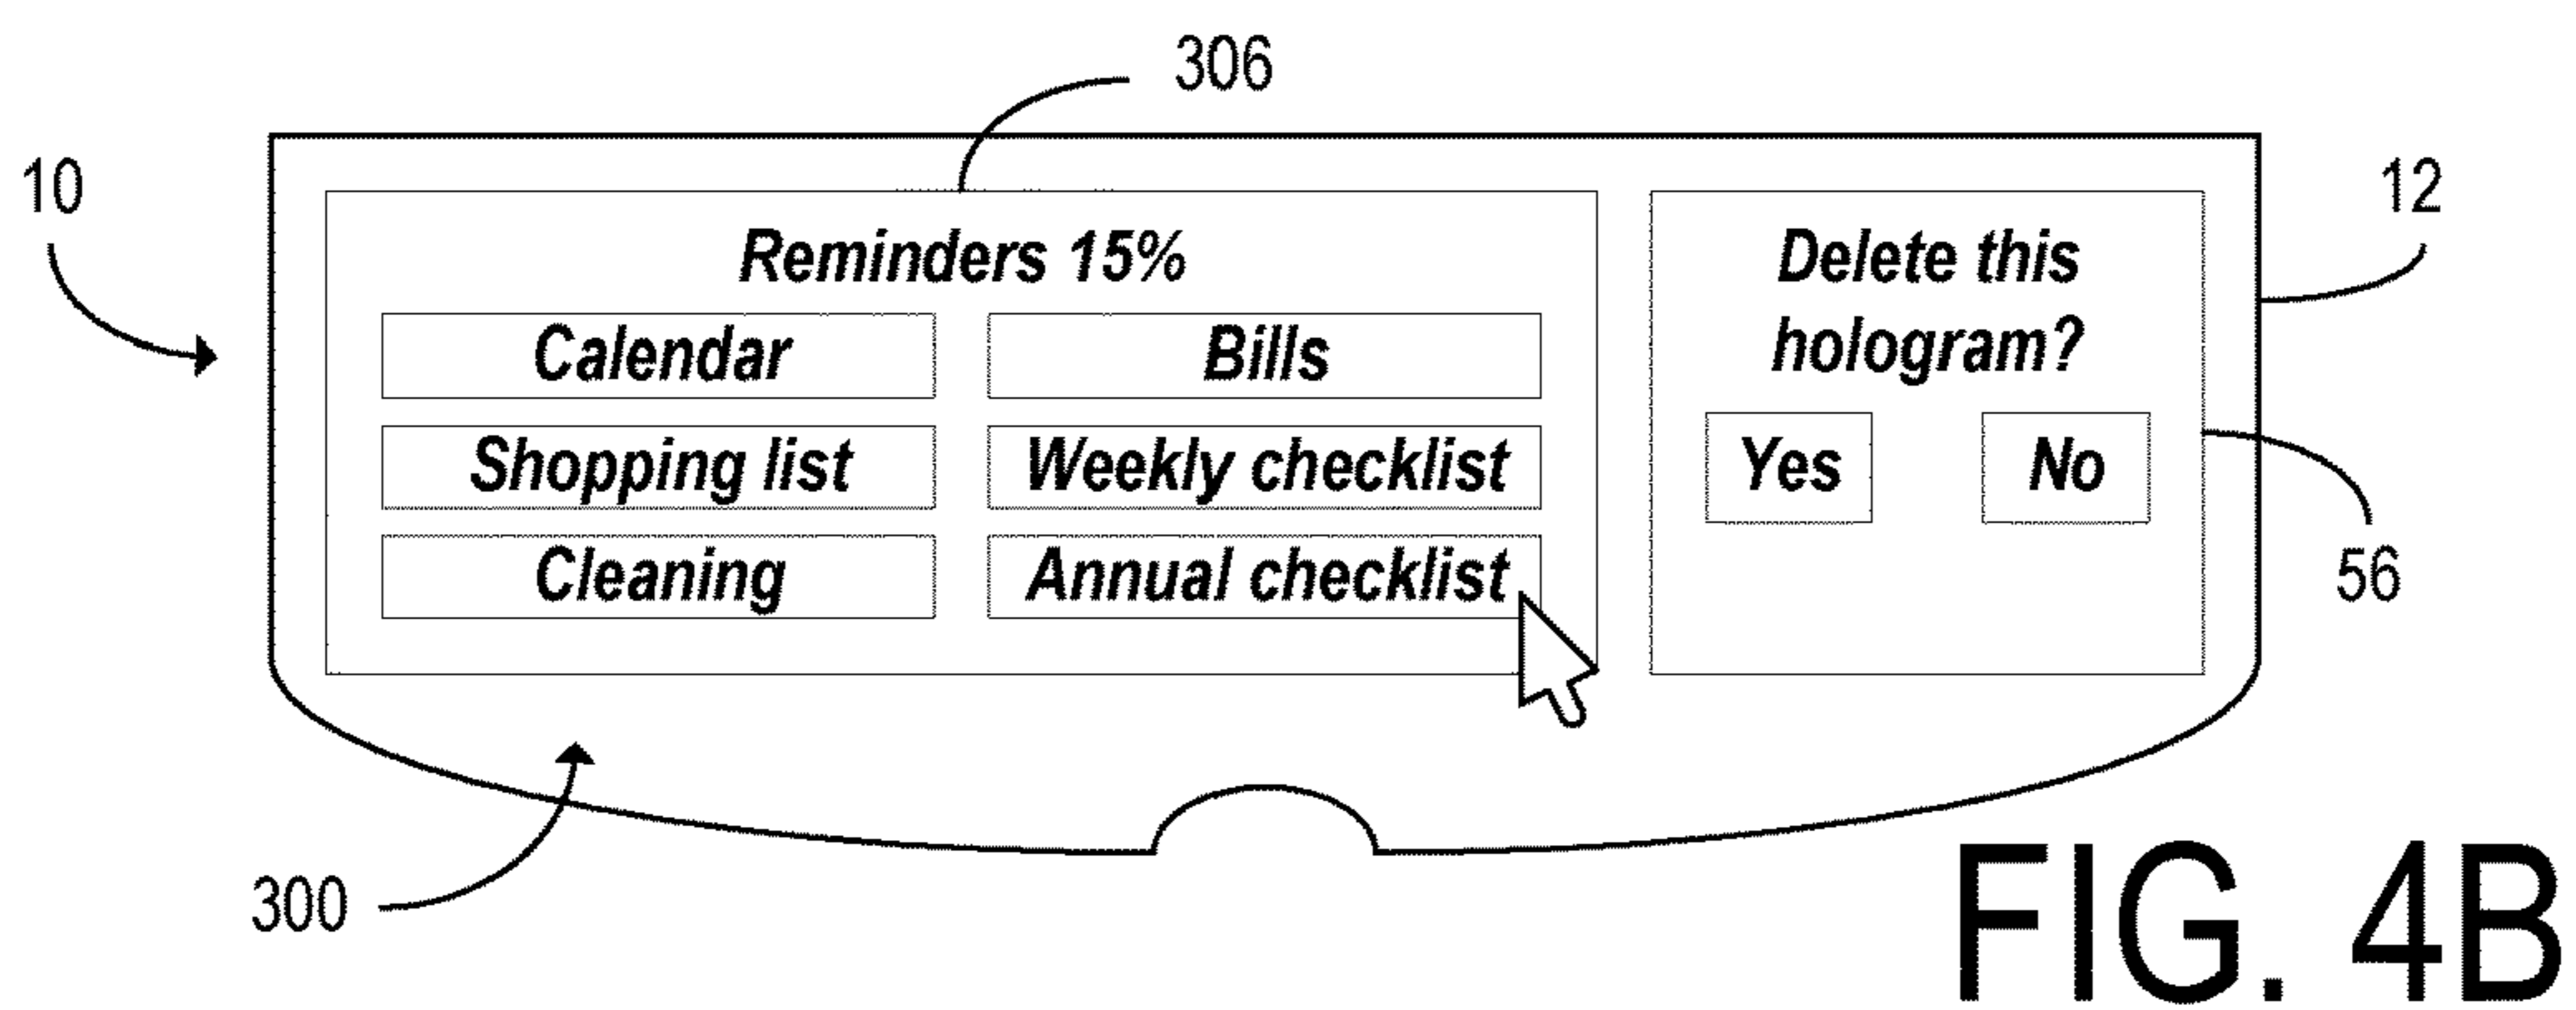 306
10
12
Reminders 15%
Calendar
Bills
Shopping list
Weekly checklist
Cleaning
Annual checklist
Delete this
hologram?
Yes
No
56
300
FIG. 4B